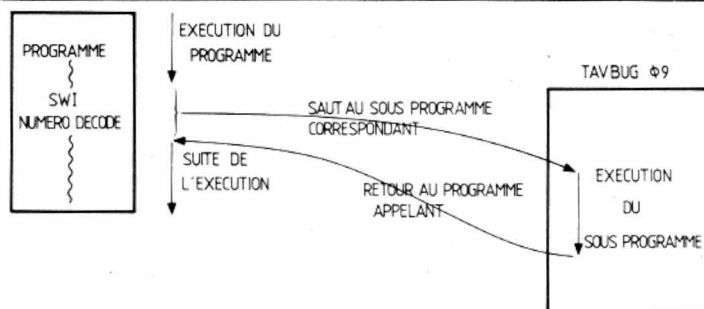 PROGRAMME
SWI
NUMERO DECODE
EXECUTION DU
PROGRAMME
SAUT AU SOUS PROGRAMME
CORRESPONDANT
SUITE DE
L'EXECUTION
RETOUR AU PROGRAMME
APPELANT
TAVBUG Φ9
EXECUTION
DU
SOUS PROGRAMME